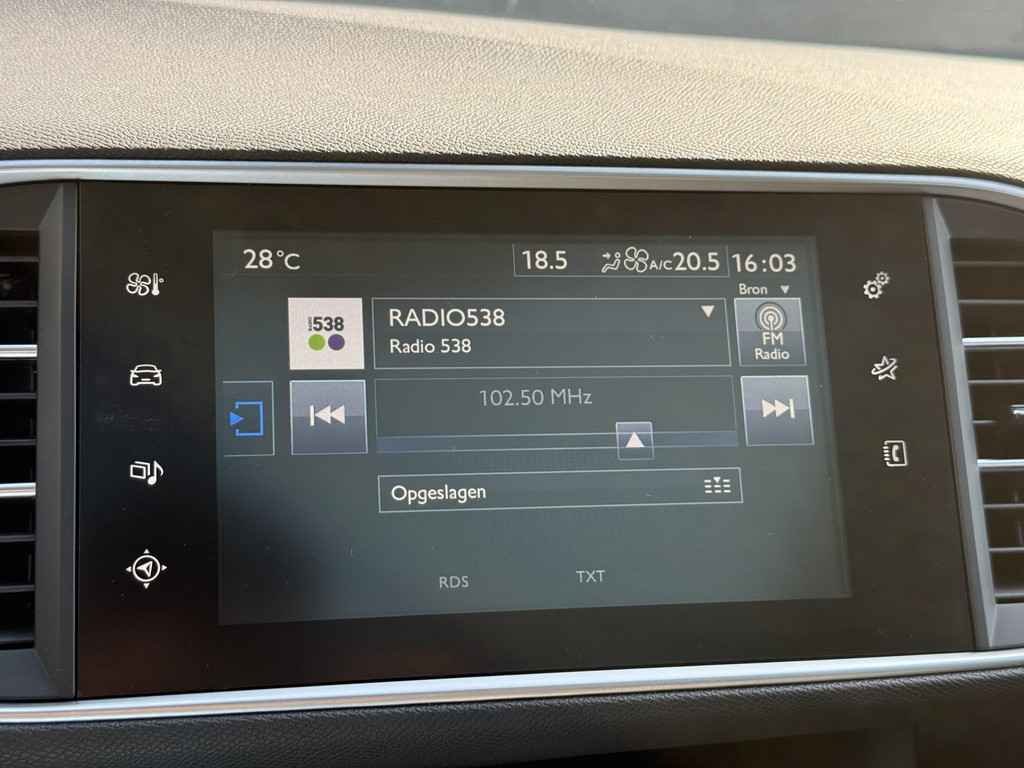 28°C
18.5
A/C
20.5
16:03
Bron
538
RADIO538
Radio 538
FM
Radio
102.50 MHz
Opgeslagen
RDS
TXT